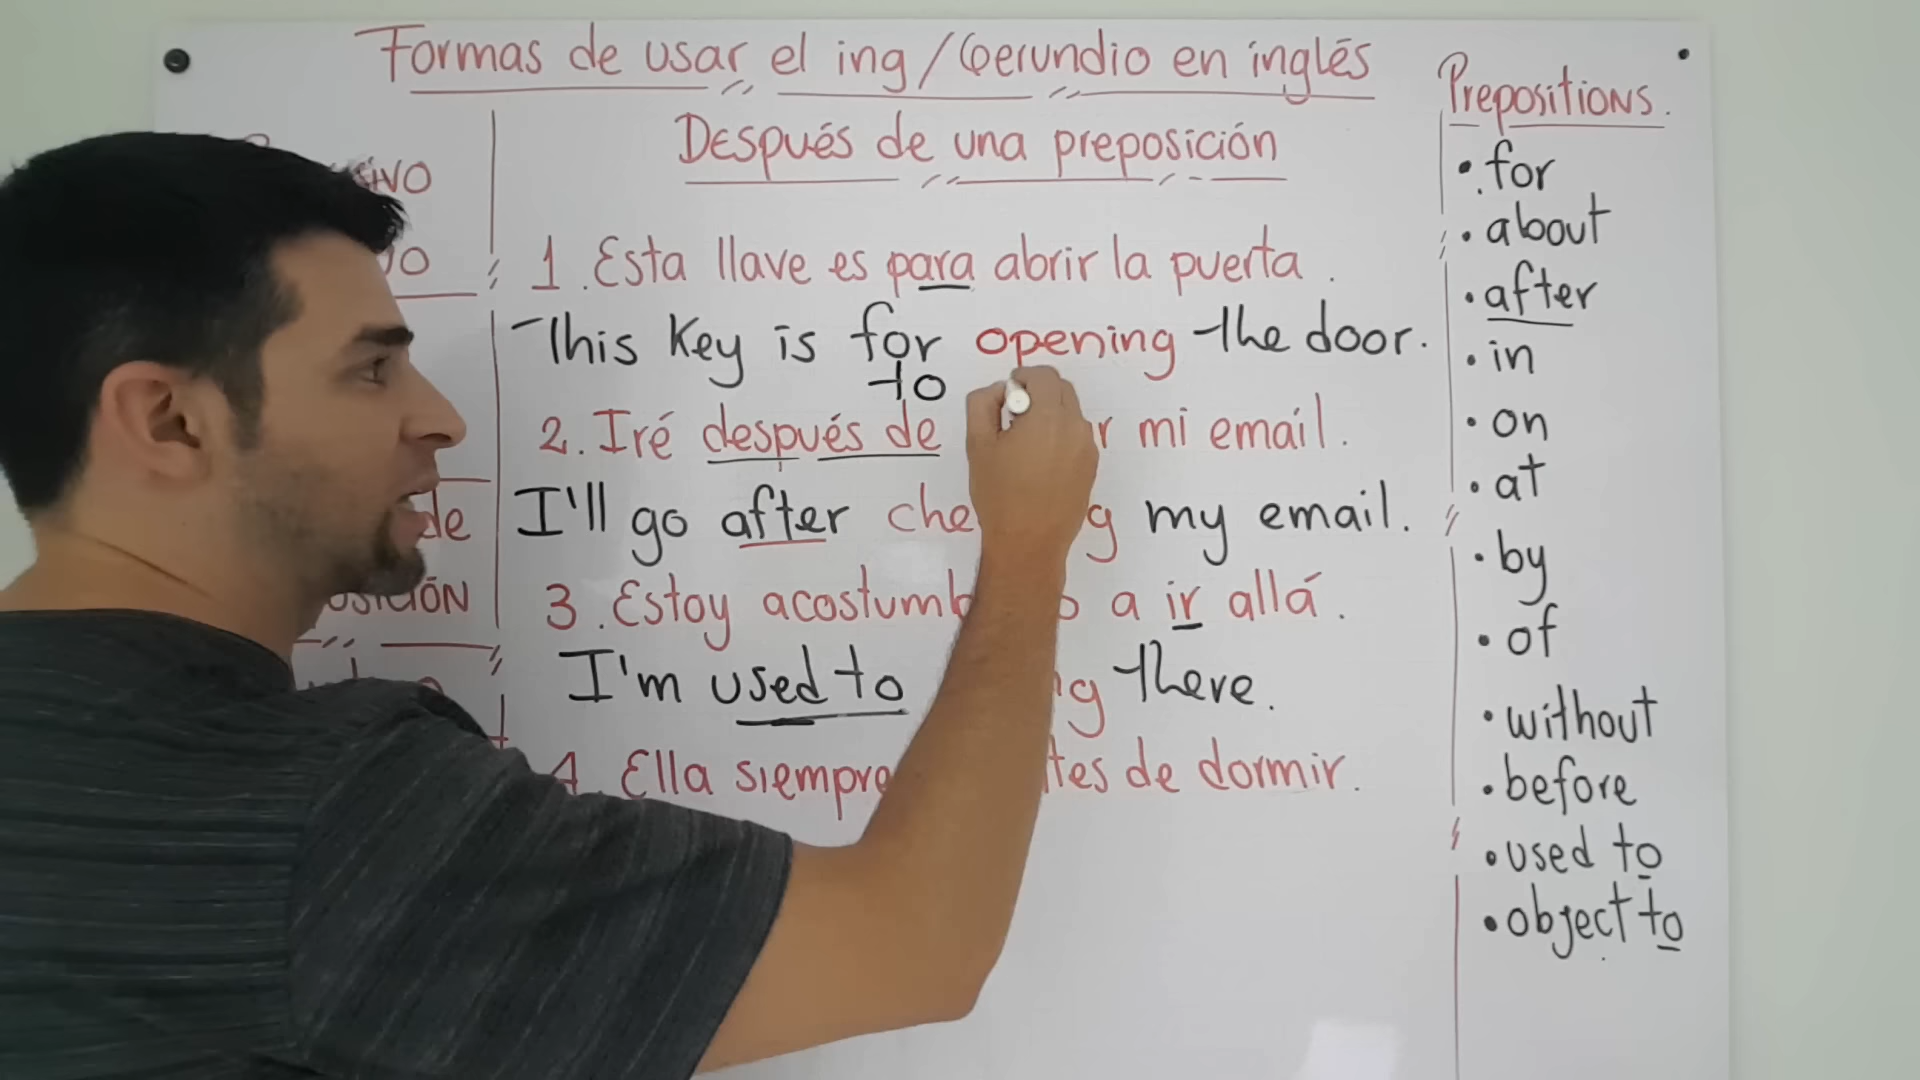 Formas de usar el ing / Gerundio en inglés
Después de una preposición
1. Esta llave es para abrir la puerta.
This key is for opening the door.
to
2. Iré después de mi email.
I'll go after my email.
3. Estoy a ir allá.
I'm used to there.
4. Ella siempre de dormir.
de
Prepositions.
• for
• about
• after
• in
• on
• at
• by
• of
• without
• before
• used to
• object to